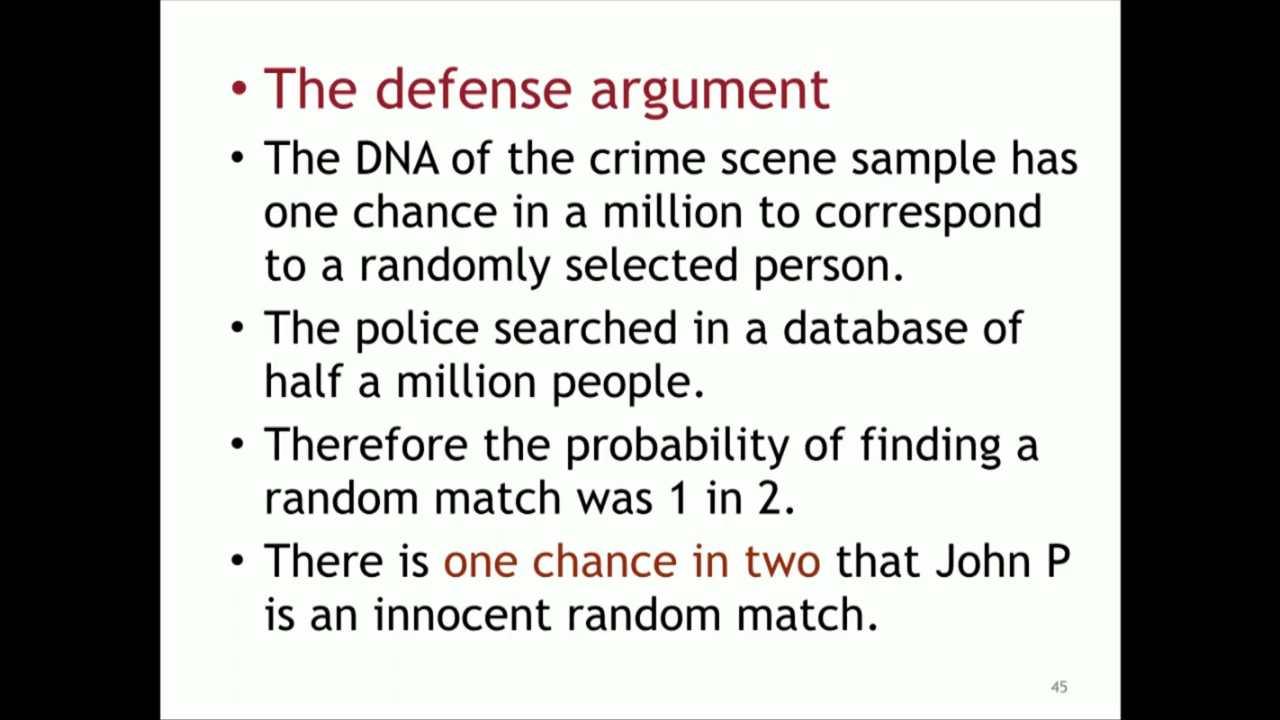 • The defense argument
• The DNA of the crime scene sample has
one chance in a million to correspond
to a randomly selected person.
• The police searched in a database of
half a million people.
• Therefore the probability of finding a
random match was 1 in 2.
• There is one chance in two that John P
is an innocent random match.
45